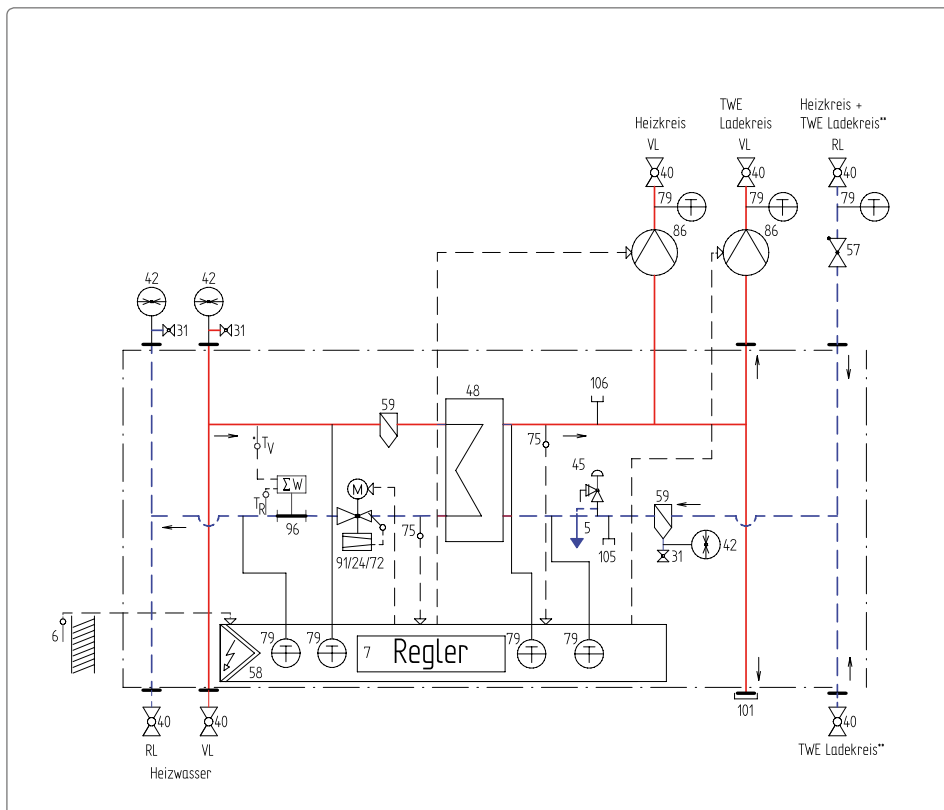 TWE
Heizkreis +
Heizkreis
Ladekreis
TWE Ladekreis**
VL
VL
RL
40
40
40
79
79
79
86
86
57
42
42
31
31
48
106
59
TV
75
45
ΣW
M
TR
59
96
75
5
105
31
42
91/24/72
6
79
79
7
Regler
79
79
58
101
40
40
40
RL
VL
TWE Ladekreis**
Heizwasser